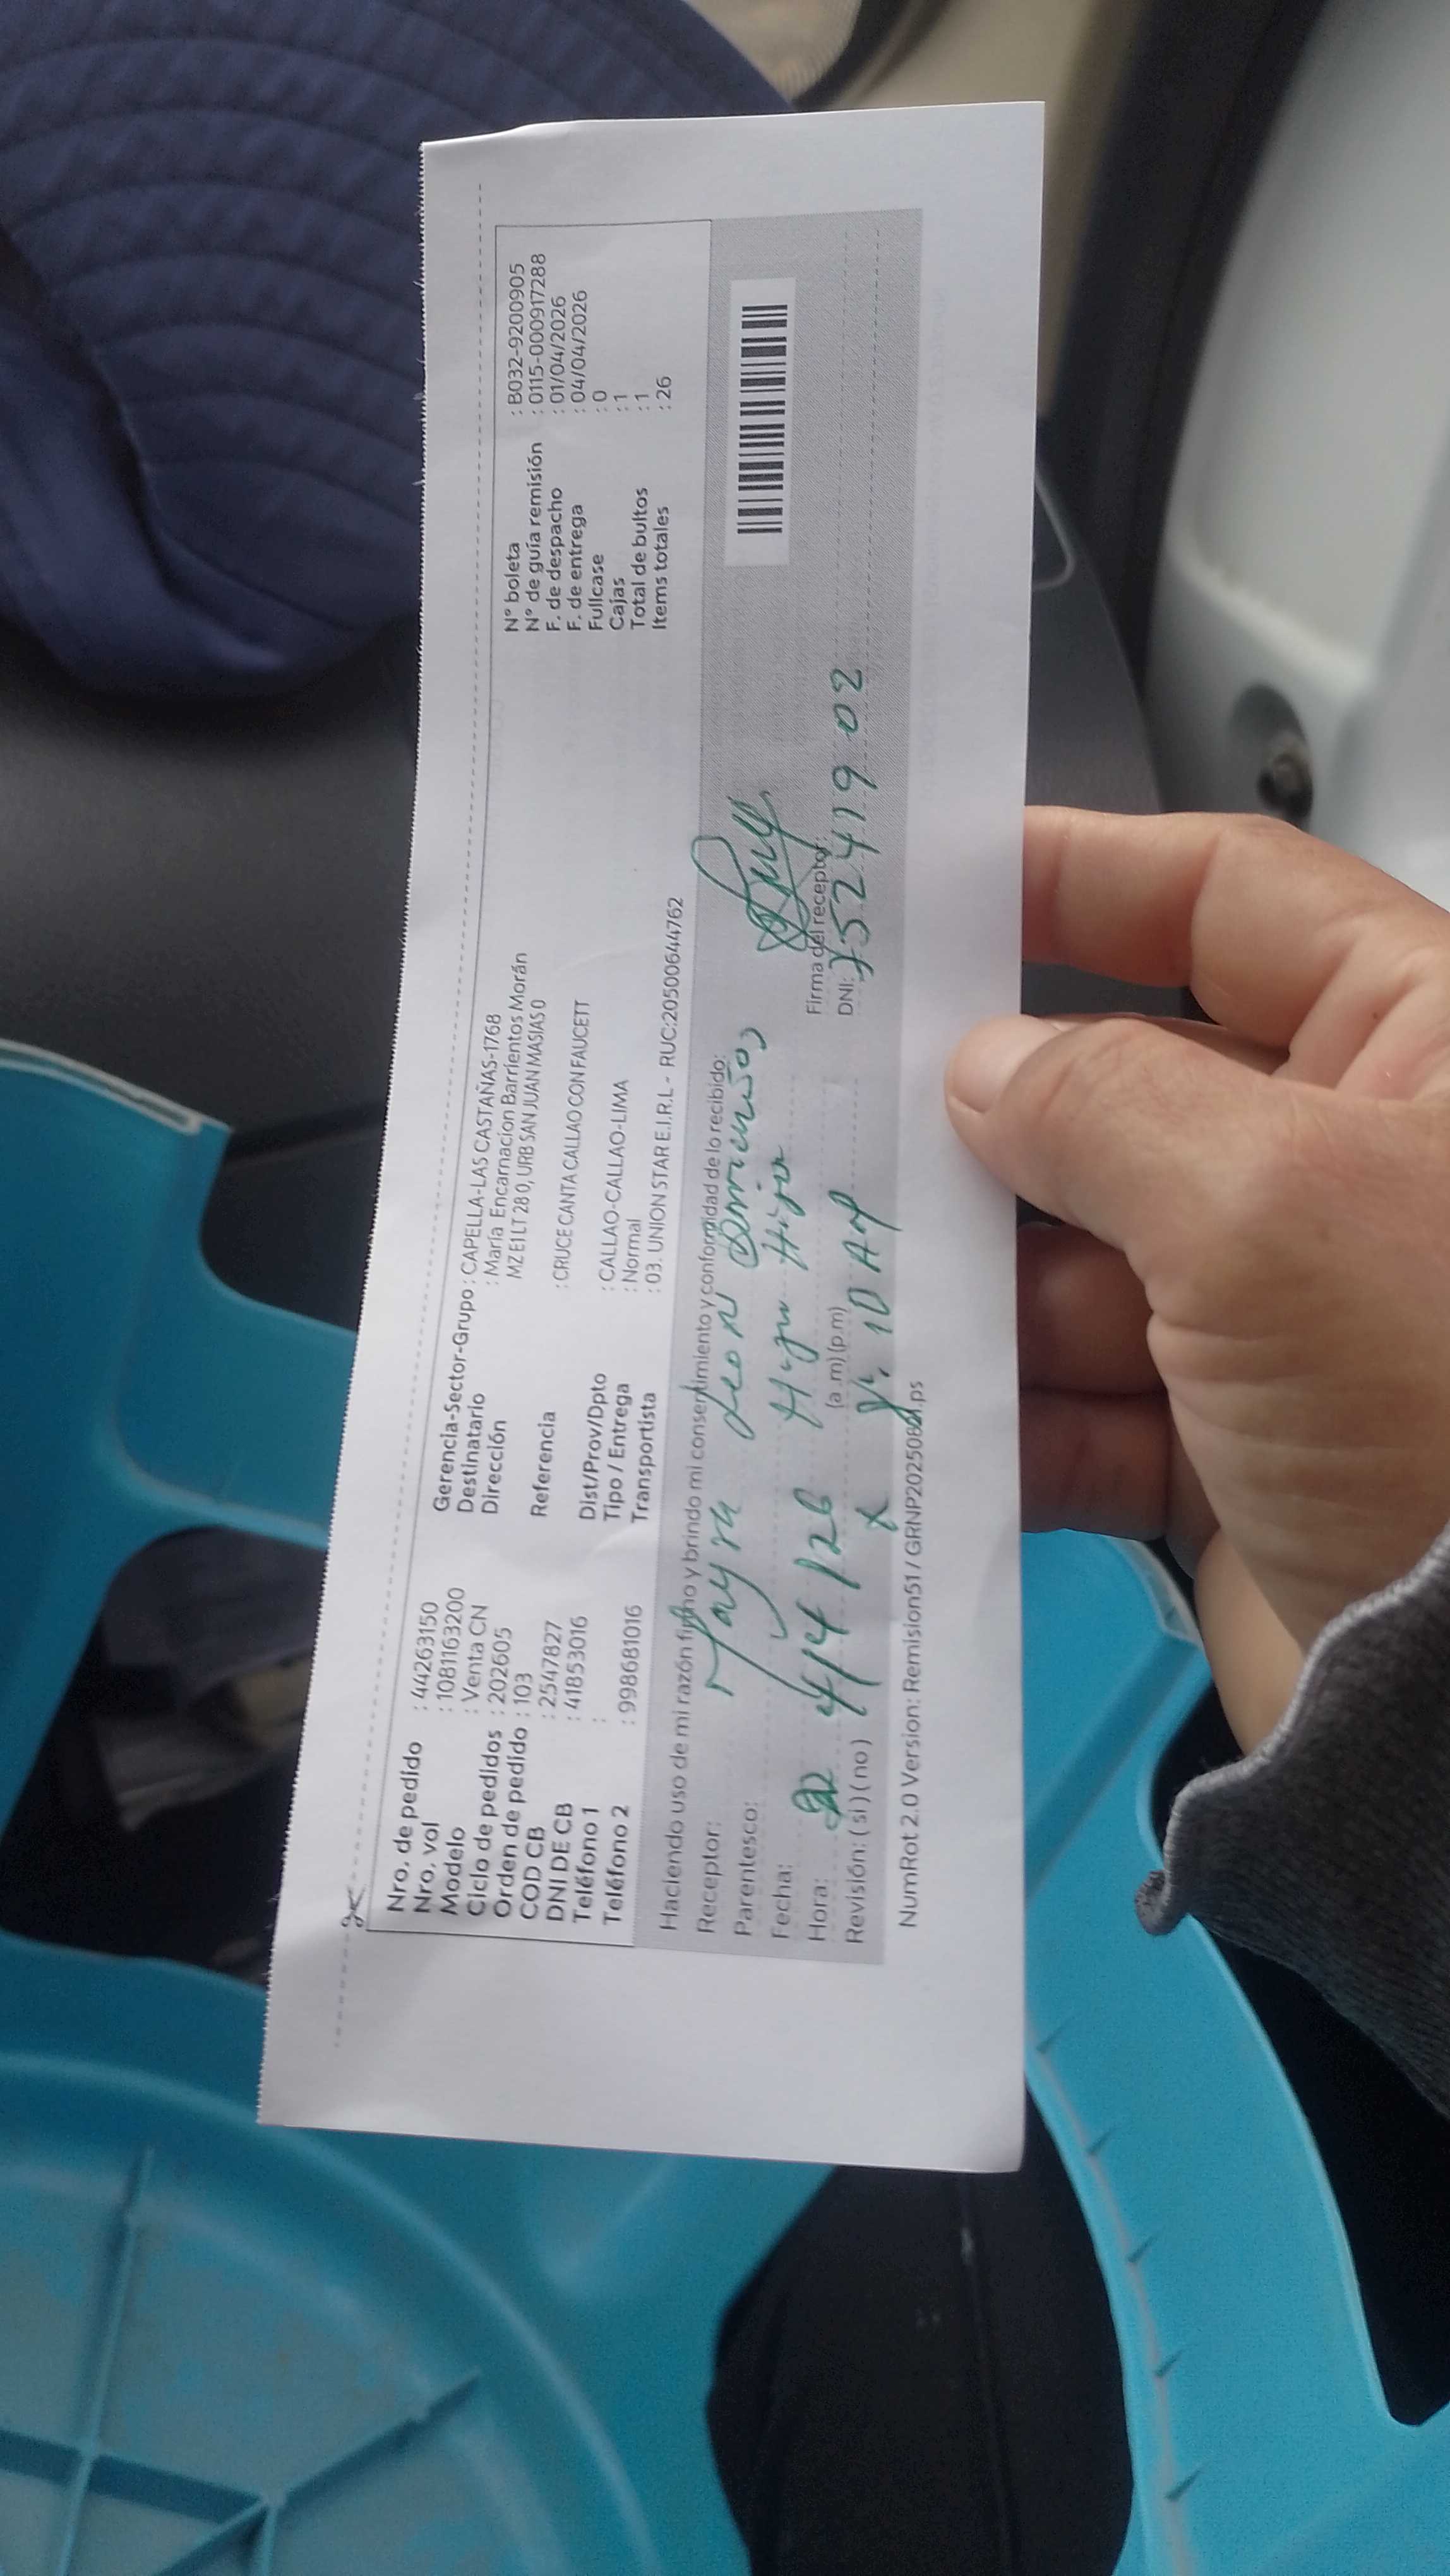 Nro. de pedido : 44263150
Nro. vol : 1081163200
Modelo : Venta CN
Ciclo de pedidos : 202605
Orden de pedido : 103
COD CB : 2547827
DNI DE CB : 41853016
Teléfono 1 :
Teléfono 2 : 998681016
Gerencia-Sector-Grupo : CAPELLA-LAS CASTAÑAS-1768
Destinatario : María Encarnacion Barrientos Morán
Dirección MZ E1 LT 28 0, URB SAN JUAN MASIAS 0
Referencia : CRUCE CANTA CALLAO CON FAUCETT
Dist/Prov/Dpto : CALLAO-CALLAO-LIMA
Tipo / Entrega : Normal
Transportista : 03. UNION STAR E.I.R.L - RUC:20500644762
N° boleta : B032-9200905
N° de guía remisión : 0115-000917288
F. de despacho : 01/04/2026
F. de entrega : 04/04/2026
Fullcase : 0
Cajas : 1
Total de bultos : 1
Items totales : 26
Haciendo uso de mi razón firmo y brindo mi consentimiento y conformidad de lo recibido:
Receptor: Mayra Leon Barrientos
Parentesco: Hija
Fecha: 4/4/26
Hora: (a .m) (p.m) 10 AM
Firma del receptor:
Revisión: ( si ) ( no )
DNI: 75241902
NumRot 2.0 Version: Remision51 / GRNP202508d1.ps